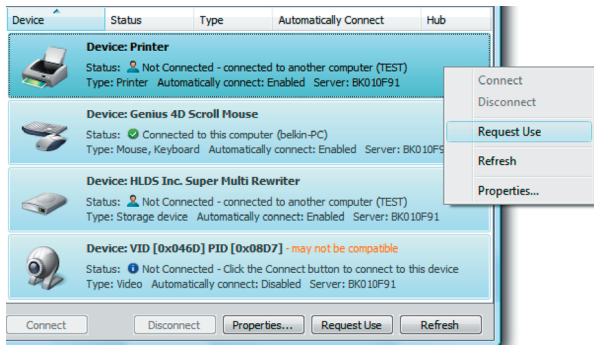 Device Status Type Automatically Connect Hub
Device: Printer
Status: Not Connected - connected to another computer (TEST)
Type: Printer Automatically connect: Enabled Server: BK010F91
Connect
Disconnect
Request Use
Refresh
Properties...
Device: Genius 4D Scroll Mouse
Status: Connected to this computer (belkin-PC)
Type: Mouse, Keyboard Automatically connect: Enabled Server: BK010F9
Device: HLDS Inc. Super Multi Rewriter
Status: Not Connected - connected to another computer (TEST)
Type: Storage device Automatically connect: Enabled Server: BK010F91
Device: VID [0x046D] PID [0x08D7] - may not be compatible
Status: Not Connected - Click the Connect button to connect to this device
Type: Video Automatically connect: Disabled Server: BK010F91
Connect Disconnect Properties... Request Use Refresh